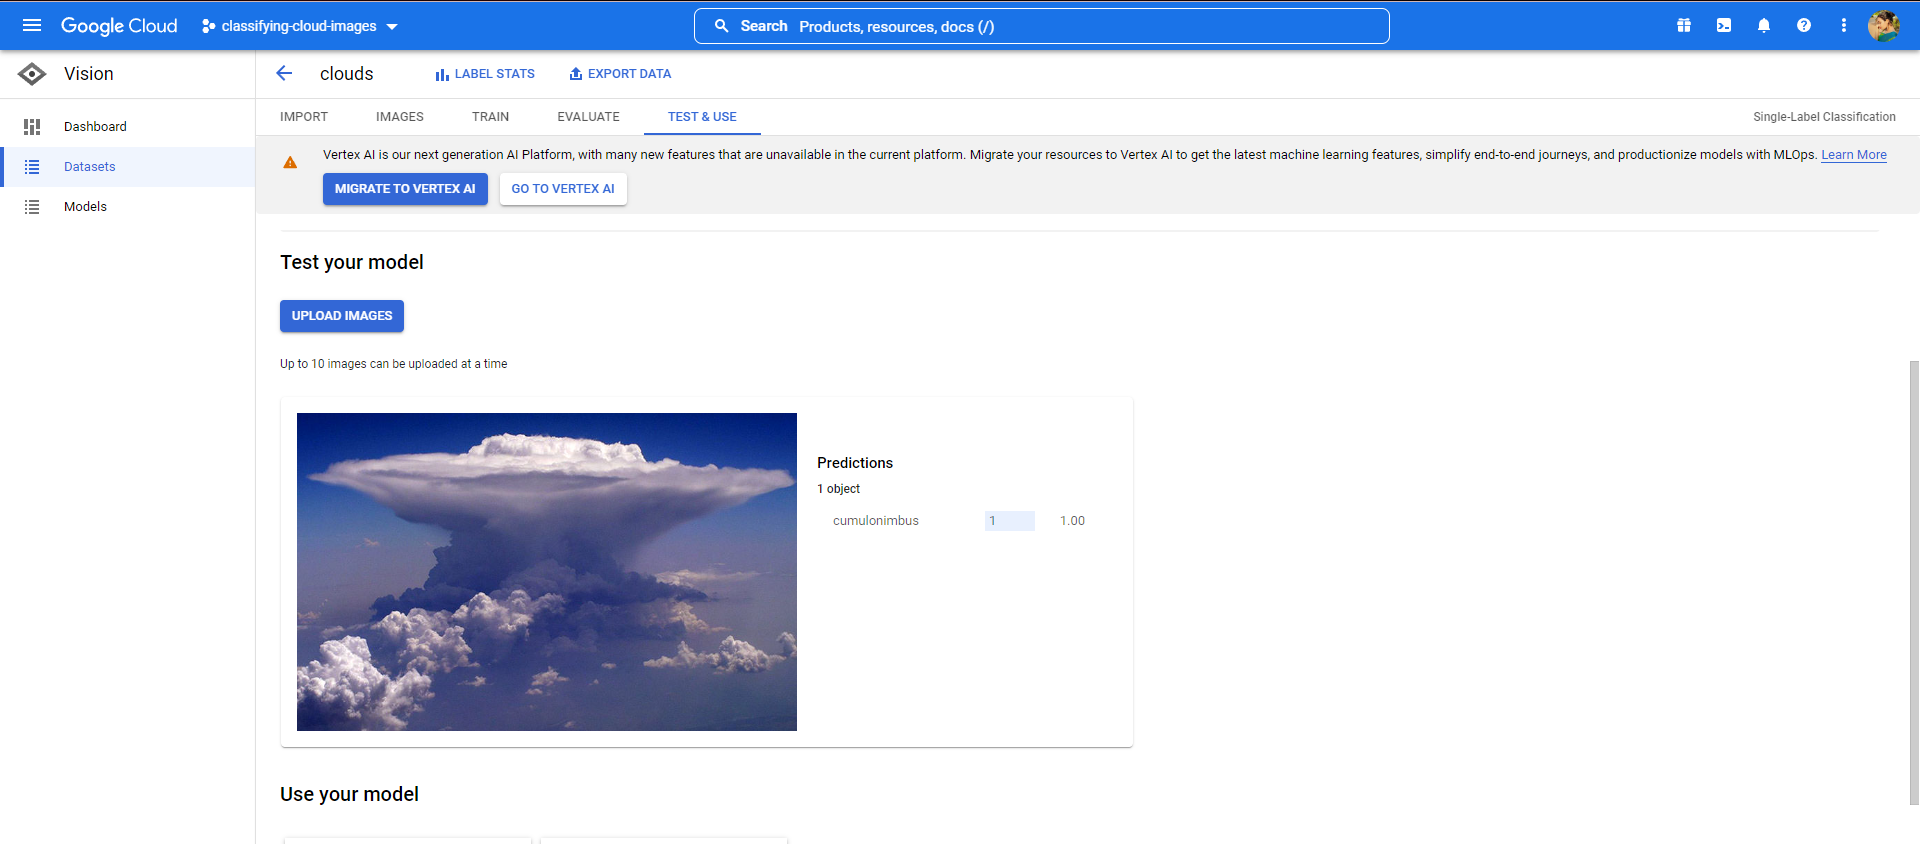 Google Cloud
classifying-cloud-images
Search Products, resources, docs (/)
Vision
clouds
LABEL STATS
EXPORT DATA
Dashboard
Datasets
Models
IMPORT
IMAGES
TRAIN
EVALUATE
TEST & USE
Single-Label Classification
Vertex AI is our next generation AI Platform, with many new features that are unavailable in the current platform. Migrate your resources to Vertex AI to get the latest machine learning features, simplify end-to-end journeys, and productionize models with MLOps. Learn More
MIGRATE TO VERTEX AI
GO TO VERTEX AI
Test your model
UPLOAD IMAGES
Up to 10 images can be uploaded at a time
Predictions
1 object
cumulonimbus 1 1.00
Use your model